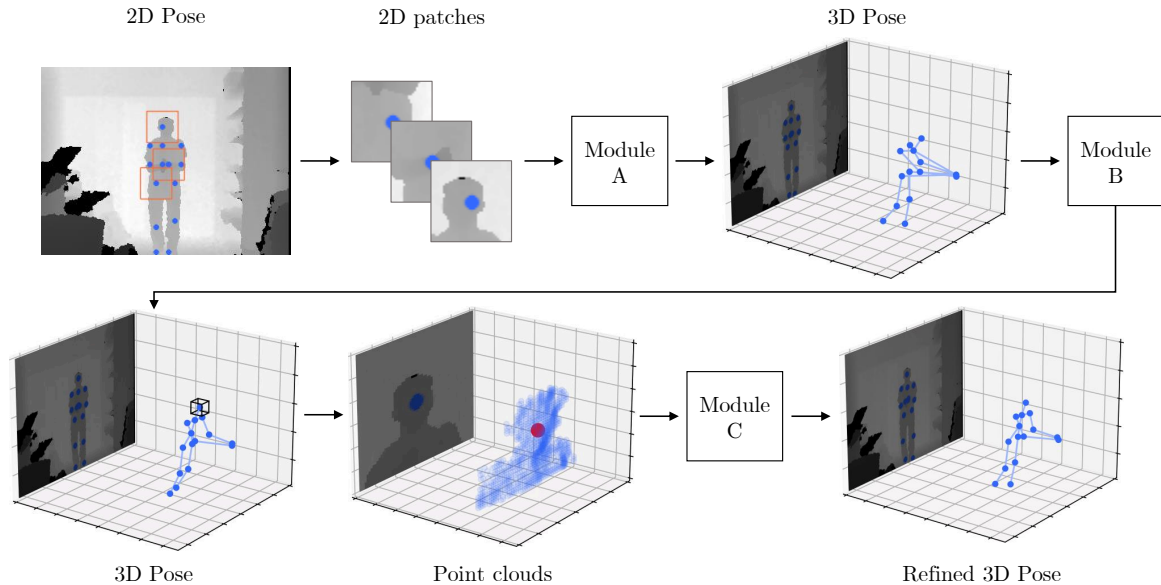 2D Pose
2D patches
3D Pose
Module
A
Module
B
Module
C
3D Pose
Point clouds
Refined 3D Pose